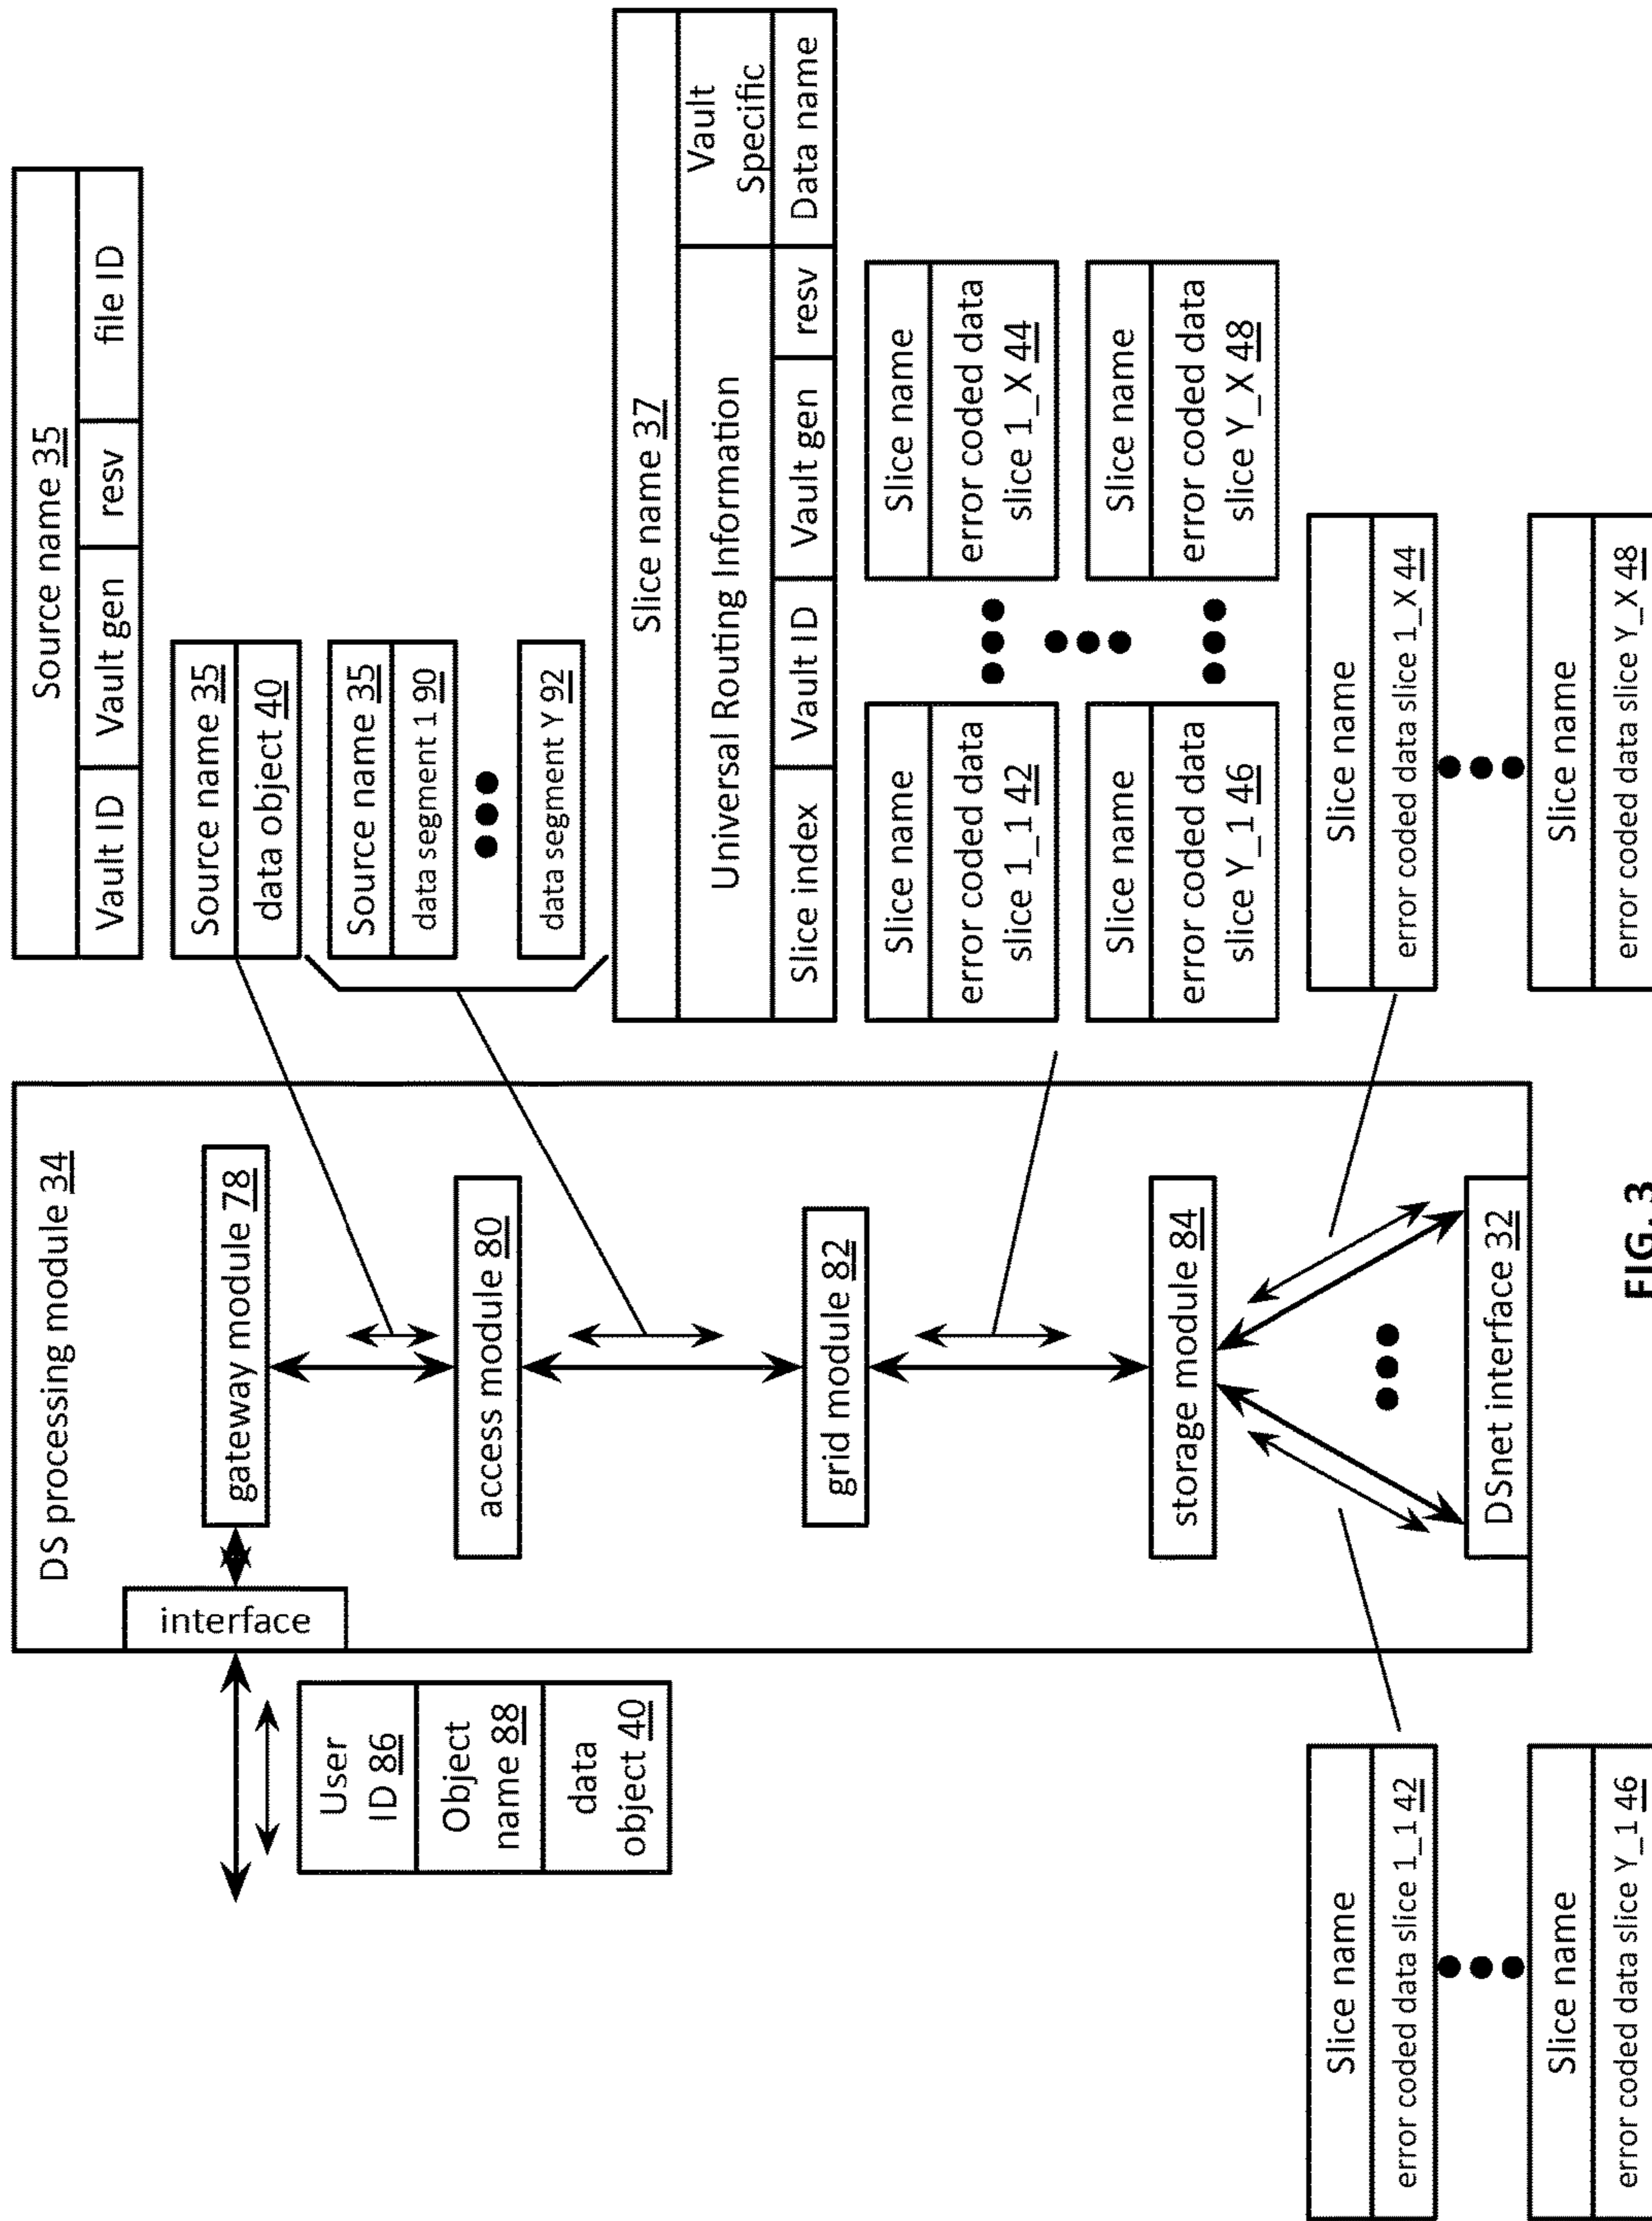 DS processing module 34
interface
gateway module 78
access module 80
grid module 82
storage module 84
DSnet interface 32
User
ID 86
Object
name 88
data
object 40
Source name 35
Vault ID
Vault gen
resv
file ID
Source name 35
data object 40
Source name 35
data segment 1 90
data segment Y 92
Slice name 37
Universal Routing Information
Vault
Specific
Slice index
Vault ID
Vault gen
resv
Data name
Slice name
error coded data
slice 1_1 42
Slice name
error coded data
slice 1_X 44
Slice name
error coded data
slice Y_1 46
Slice name
error coded data
slice Y_X 48
Slice name
error coded data slice 1_1 42
Slice name
error coded data slice Y_1 46
Slice name
error coded data slice 1_X 44
Slice name
error coded data slice Y_X 48
FIG. 3